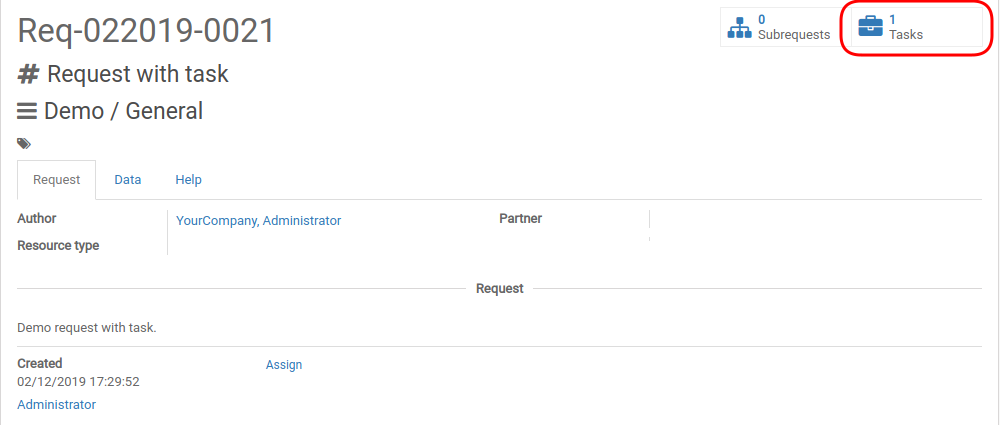 Req-022019-0021
0
Subrequests
1
Tasks
# Request with task
Demo / General
Request Data Help
Author YourCompany, Administrator Partner
Resource type
Request
Demo request with task.
Created Assign
02/12/2019 17:29:52
Administrator